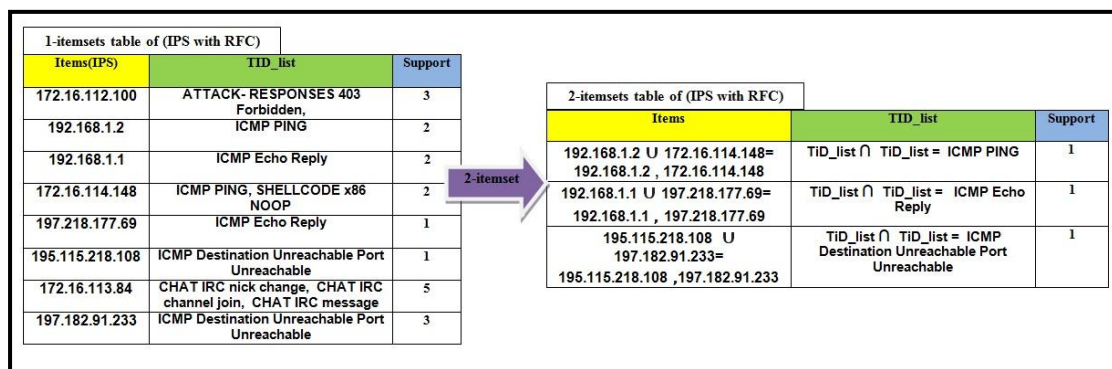 1-itemsets table of (IPS with RFC)
Items(IPS) TID_list Support
172.16.112.100 ATTACK- RESPONSES 403 3
Forbidden,
192.168.1.2 ICMP PING 2
192.168.1.1 ICMP Echo Reply 2
172.16.114.148 ICMP PING, SHELLCODE x86 2
NOOP
197.218.177.69 ICMP Echo Reply 1
195.115.218.108 ICMP Destination Unreachable Port 1
Unreachable
172.16.113.84 CHAT IRC nick change, CHAT IRC 5
channel join, CHAT IRC message
197.182.91.233 ICMP Destination Unreachable Port 3
Unreachable
2-itemset
2-itemsets table of (IPS with RFC)
Items TID_list Support
192.168.1.2 U 172.16.114.148= TiD_list ∩ TiD_list = ICMP PING 1
192.168.1.2 , 172.16.114.148
192.168.1.1 U 197.218.177.69= TiD_list ∩ TiD_list = ICMP Echo 1
192.168.1.1 , 197.218.177.69 Reply
195.115.218.108 U TiD_list ∩ TiD_list = ICMP 1
197.182.91.233= Destination Unreachable Port
195.115.218.108 ,197.182.91.233 Unreachable